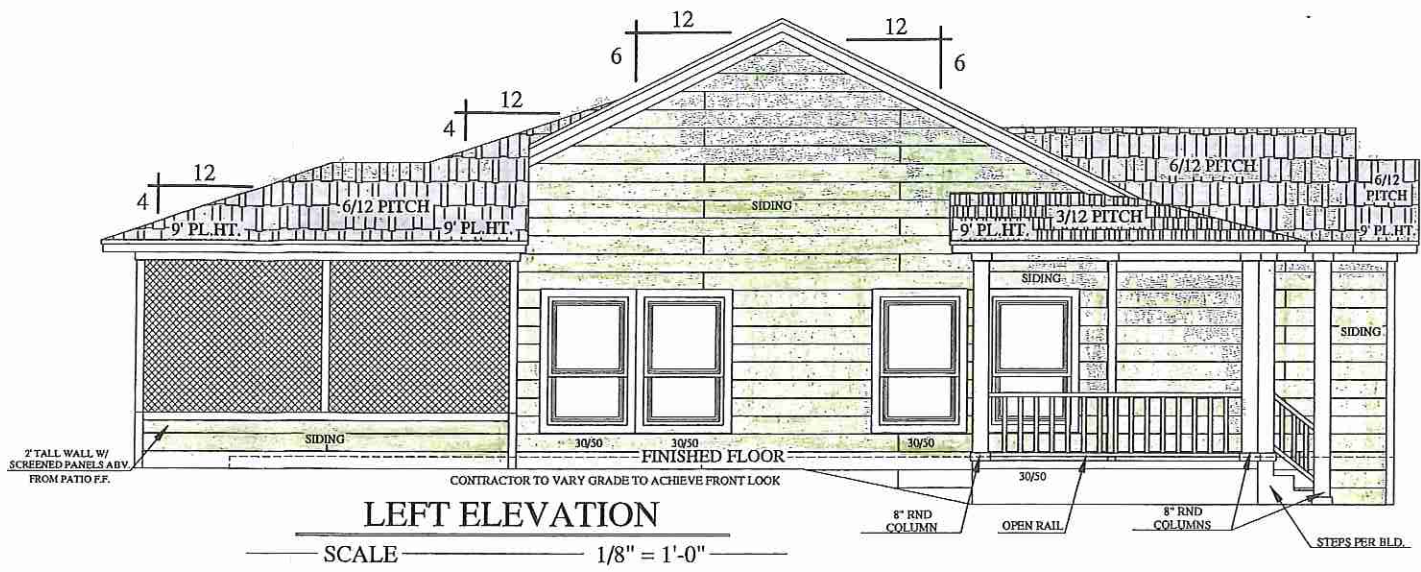 12
6
12
6
12
4
12
4
6/12 PITCH
6/12
PITCH
6/12 PITCH
9' PL.HT.
9' PL.HT.
SIDING
3/12 PITCH
9' PL.HT.
9' PL.HT.
SIDING
SIDING
SIDING
30/50
30/50
30/50
FINISHED FLOOR
2' TALL WALL W/
SCREENED PANELS ABV.
FROM PATIO F.F.
CONTRACTOR TO VARY GRADE TO ACHIEVE FRONT LOOK
30/50
8" RND
COLUMN
OPEN RAIL
8" RND
COLUMNS
STEPS PER BLD.
LEFT ELEVATION
SCALE 1/8" = 1'-0"